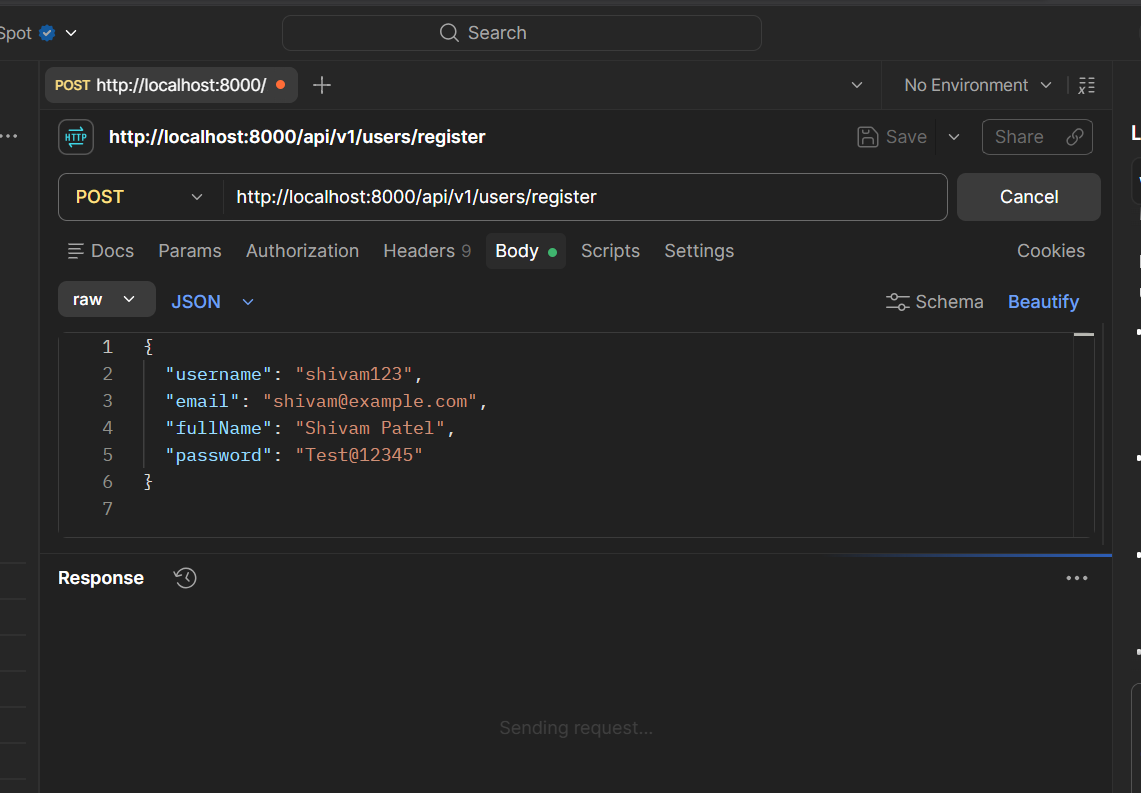 Spot
Search
POST http://localhost:8000/
No Environment
HTTP http://localhost:8000/api/v1/users/register
Save
Share
L
POST http://localhost:8000/api/v1/users/register
Cancel
Docs Params Authorization Headers 9 Body Scripts Settings Cookies
raw JSON Schema Beautify
1 {
2 "username": "shivam123",
3 "email": "shivam@example.com",
4 "fullName": "Shivam Patel",
5 "password": "Test@12345"
6 }
7
Response
Sending request...